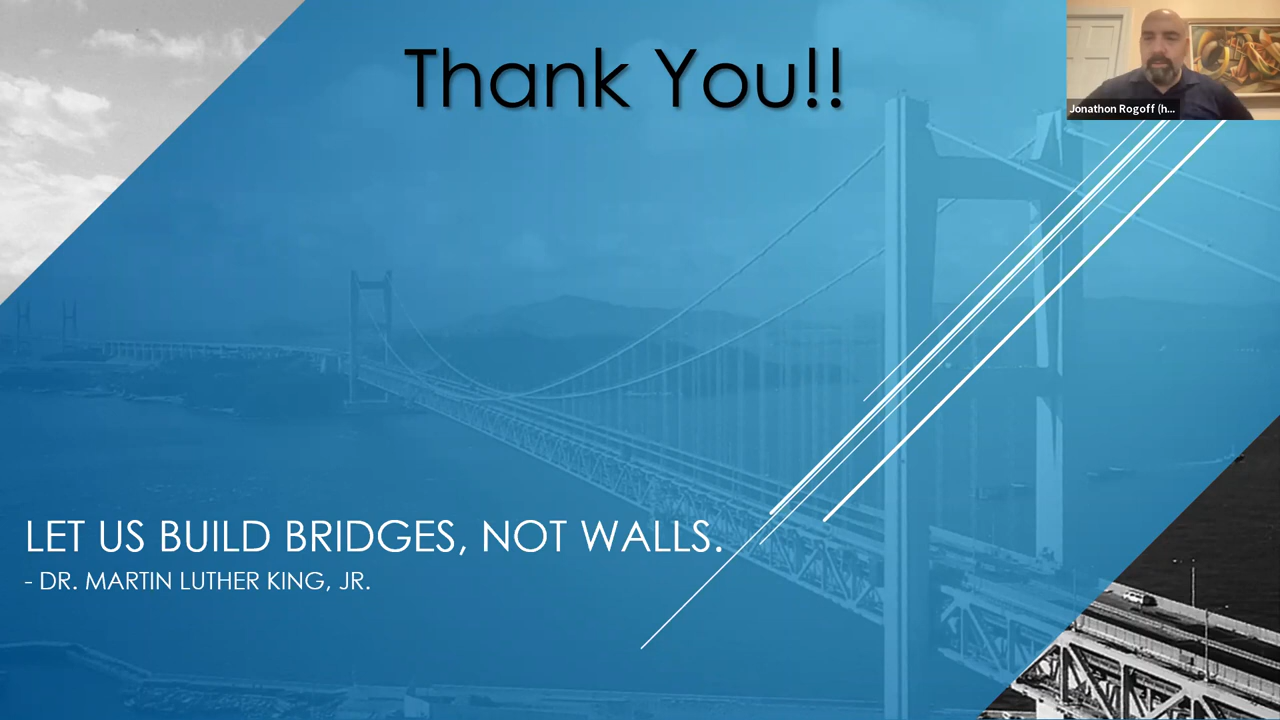 Thank You!!
Jonathon Rogoff (h...
LET US BUILD BRIDGES, NOT WALLS.
- DR. MARTIN LUTHER KING, JR.